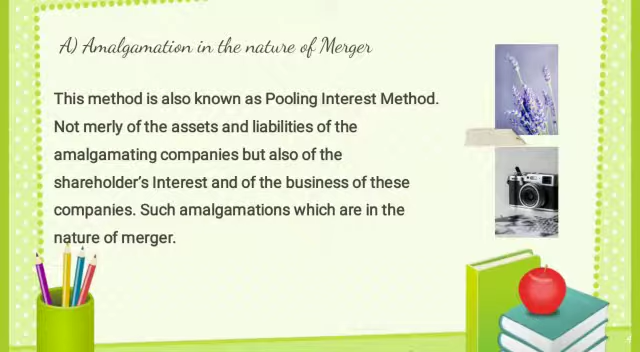 A) Amalgamation in the nature of Merger
This method is also known as Pooling Interest Method.
Not merly of the assets and liabilities of the
amalgamating companies but also of the
shareholder's Interest and of the business of these
companies. Such amalgamations which are in the
nature of merger.